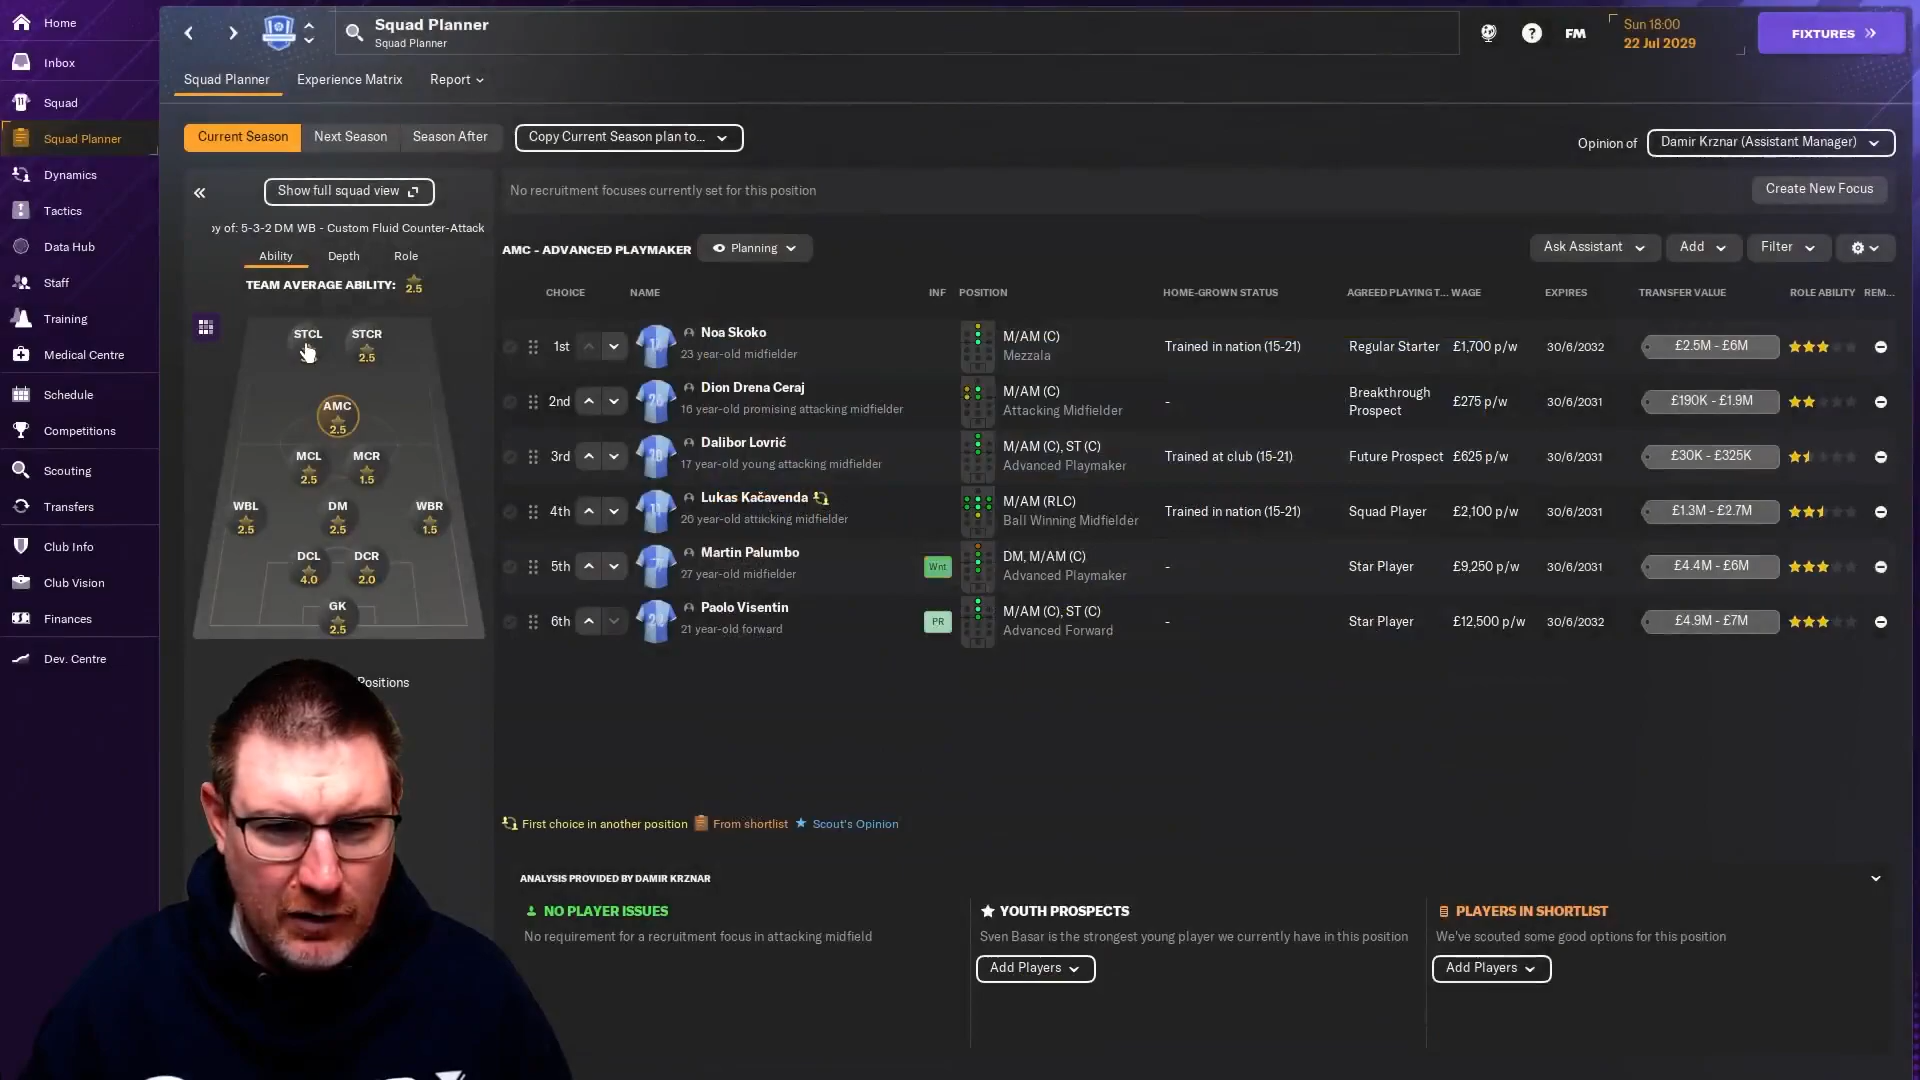 Home
Inbox
Squad
Squad Planner
Dynamics
Tactics
Data Hub
Staff
Training
Medical Centre
Schedule
Competitions
Scouting
Transfers
Club Info
Club Vision
Finances
Dev. Centre
Squad Planner
Squad Planner
FM
Sun 18:00
22 Jul 2029
FIXTURES
Squad Planner Experience Matrix Report
Current Season Next Season Season After Copy Current Season plan to...
Opinion of Damir Krznar (Assistant Manager)
Show full squad view
y of: 5-3-2 DM WB - Custom Fluid Counter-Attack
Ability Depth Role
TEAM AVERAGE ABILITY: 2.5
STCL STCR
2.5
AMC
2.5
MCL MCR
2.5 1.5
WBL DM WBR
2.5 2.5 1.5
DCL DCR
4.0 2.0
GK
2.5
Positions
No recruitment focuses currently set for this position Create New Focus
AMC - ADVANCED PLAYMAKER Planning Ask Assistant Add Filter
CHOICE NAME INF POSITION HOME-GROWN STATUS AGREED PLAYING T... WAGE EXPIRES TRANSFER VALUE ROLE ABILITY REM...
1st Noa Skoko M/AM (C) Trained in nation (15-21) Regular Starter £1,700 p/w 30/6/2032 £2.5M - £6M
23 year-old midfielder Mezzala
2nd Dion Drena Ceraj M/AM (C) - Breakthrough Prospect £275 p/w 30/6/2031 £190K - £1.9M
16 year-old promising attacking midfielder Attacking Midfielder
3rd Dalibor Lovrić M/AM (C), ST (C) Trained at club (15-21) Future Prospect £625 p/w 30/6/2031 £30K - £325K
17 year-old young attacking midfielder Advanced Playmaker
4th Lukas Kačavenda M/AM (RLC) Trained in nation (15-21) Squad Player £2,100 p/w 30/6/2031 £1.3M - £2.7M
26 year-old attacking midfielder Ball Winning Midfielder
5th Martin Palumbo Wnt DM, M/AM (C) - Star Player £9,250 p/w 30/6/2031 £4.4M - £6M
27 year-old midfielder Advanced Playmaker
6th Paolo Visentin PR M/AM (C), ST (C) - Star Player £12,500 p/w 30/6/2032 £4.9M - £7M
21 year-old forward Advanced Forward
First choice in another position From shortlist Scout's Opinion
ANALYSIS PROVIDED BY DAMIR KRZNAR
NO PLAYER ISSUES
No requirement for a recruitment focus in attacking midfield
YOUTH PROSPECTS
Sven Basar is the strongest young player we currently have in this position
Add Players
PLAYERS IN SHORTLIST
We've scouted some good options for this position
Add Players